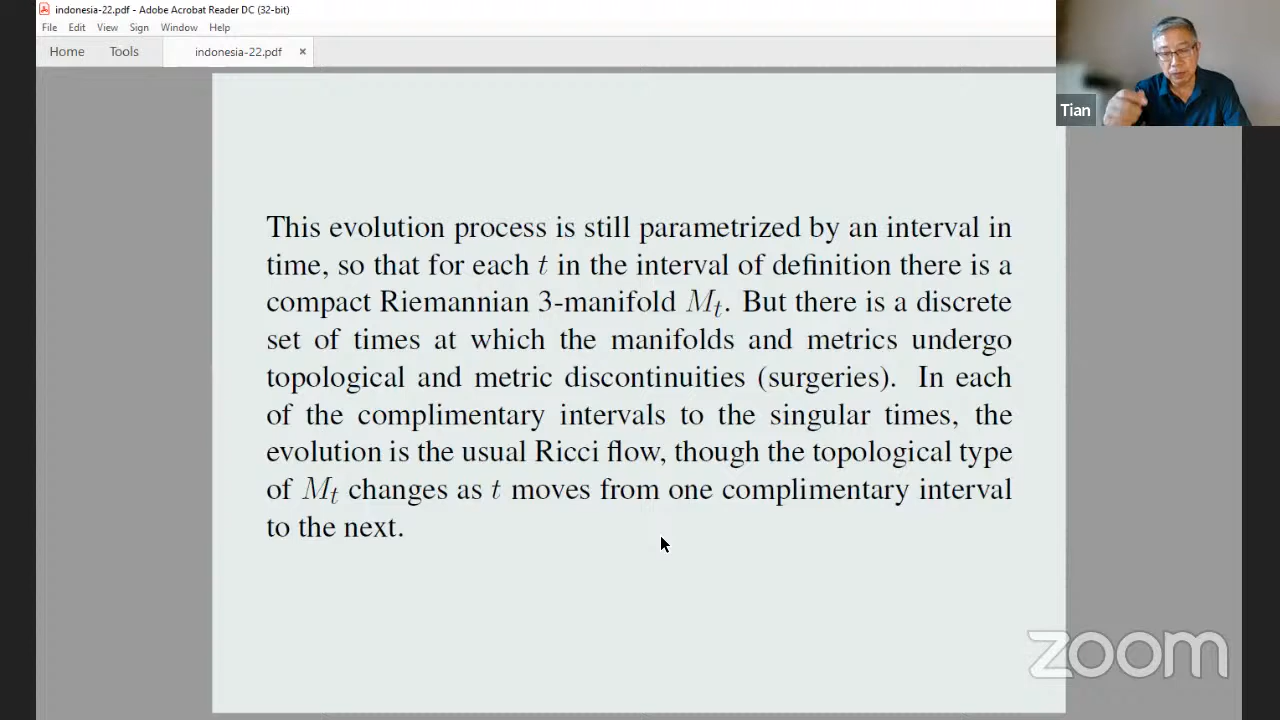 indonesia-22.pdf - Adobe Acrobat Reader DC (32-bit)
File Edit View Sign Window Help
Home Tools indonesia-22.pdf ×
Tian
This evolution process is still parametrized by an interval in
time, so that for each t in the interval of definition there is a
compact Riemannian 3-manifold Mₜ. But there is a discrete
set of times at which the manifolds and metrics undergo
topological and metric discontinuities (surgeries). In each
of the complimentary intervals to the singular times, the
evolution is the usual Ricci flow, though the topological type
of Mₜ changes as t moves from one complimentary interval
to the next.
zoom